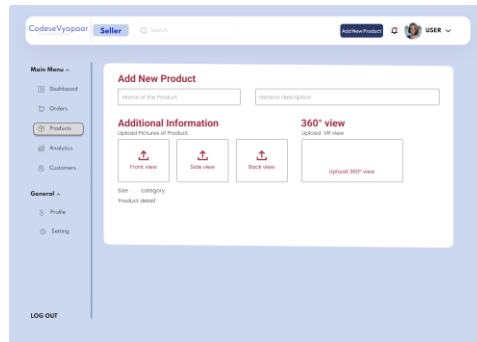 CodeseVyapaar Seller Search Add New Product USER
Main Menu
Dashboard
Orders
Products
Analytics
Customers
General
Profile
Setting
LOG OUT
Add New Product
Name of the Product General description
Additional Information 360° view
Upload Pictures of Product Upload VR view
Front view Side view Back view Upload 360° view
Size category
Product detail